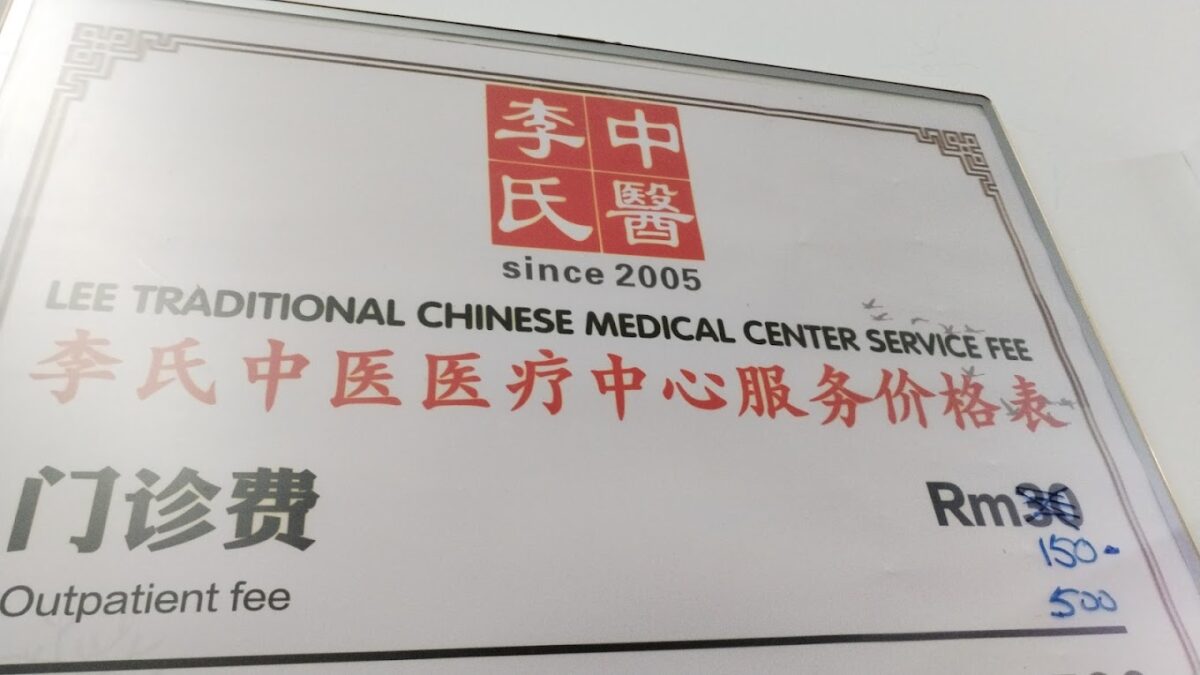 李中
氏醫
since 2005
LEE TRADITIONAL CHINESE MEDICAL CENTER SERVICE FEE
李氏中医医疗中心服务价格表
门诊费 Rm30
150-
Outpatient fee 500